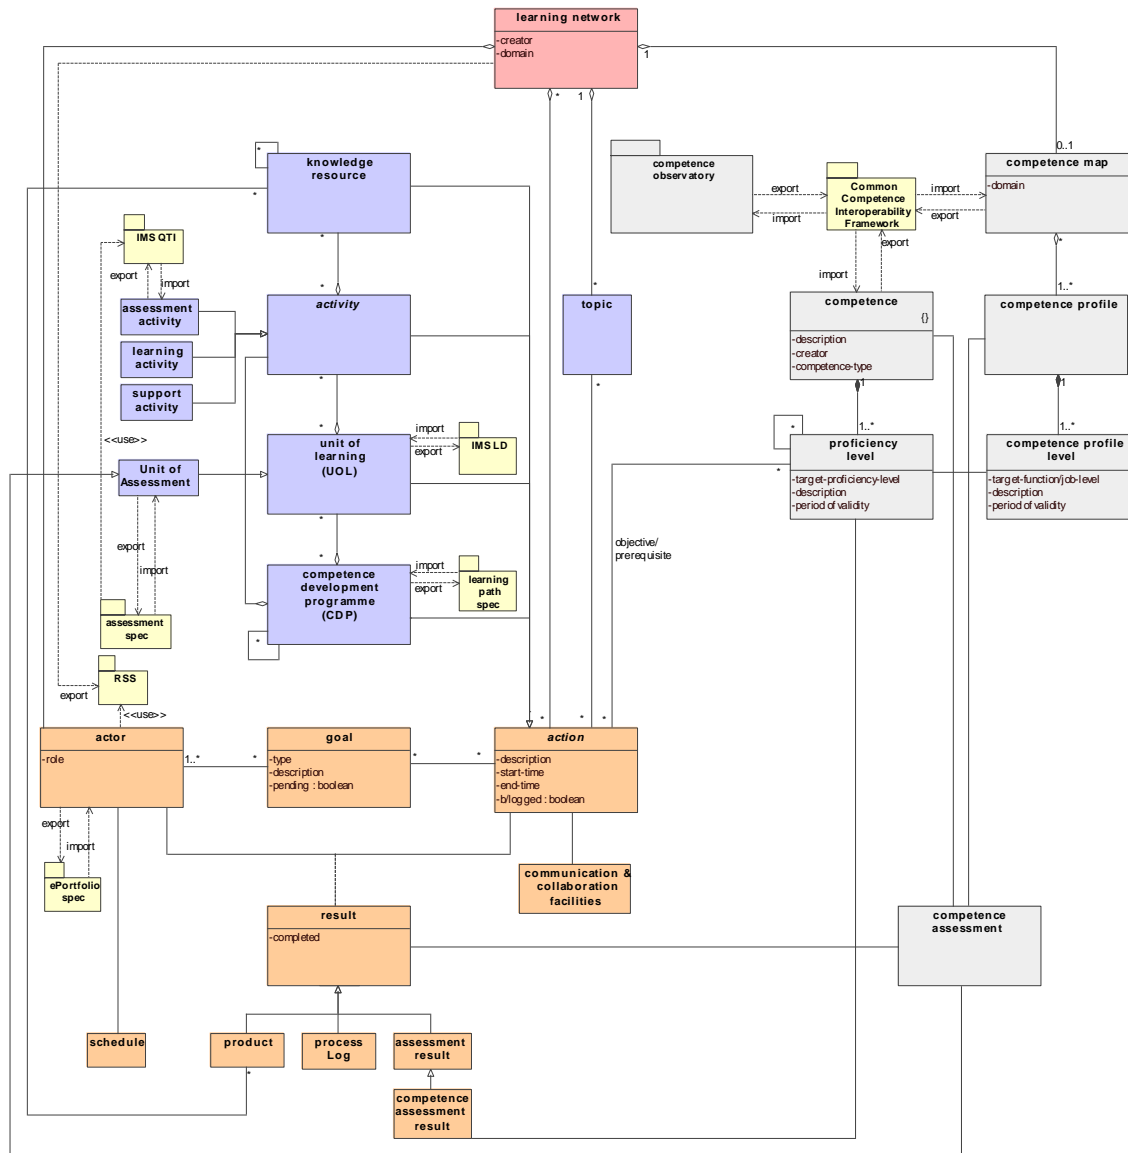 learning network
-creator
-domain
1
*
1
0..1
*
knowledge
resource
*
*
*
competence
observatory
export
import
Common
Competence
Interoperability
Framework
import
export
competence map
-domain
*
1..*
import
export
IMSQTI
export
import
assessment
activity
learning
activity
support
activity
activity
*
*
topic
*
*
competence
{}
-description
-creator
-competence-type
1
1..*
competence profile
1
1..*
<<use>>
Unit of
Assessment
export
import
assessment
spec
unit of
learning
(UOL)
*
*
import
export
IMSLD
*
proficiency
level
-target-proficiency-level
-description
-period of validity
*
competence profile
level
-target-function/job-level
-description
-period of validity
objective/
prerequisite
competence
development
programme
(CDP)
*
import
export
learning
path
spec
RSS
export
<<use>>
*
*
*
actor
-role
1..*
*
goal
-type
-description
-pending : boolean
*
*
action
-description
-start-time
-end-time
-b/logged : boolean
export
import
ePortfolio
spec
communication &
collaboration
facilities
result
-completed
competence
assessment
schedule
product
*
process
Log
assessment
result
competence
assessment
result